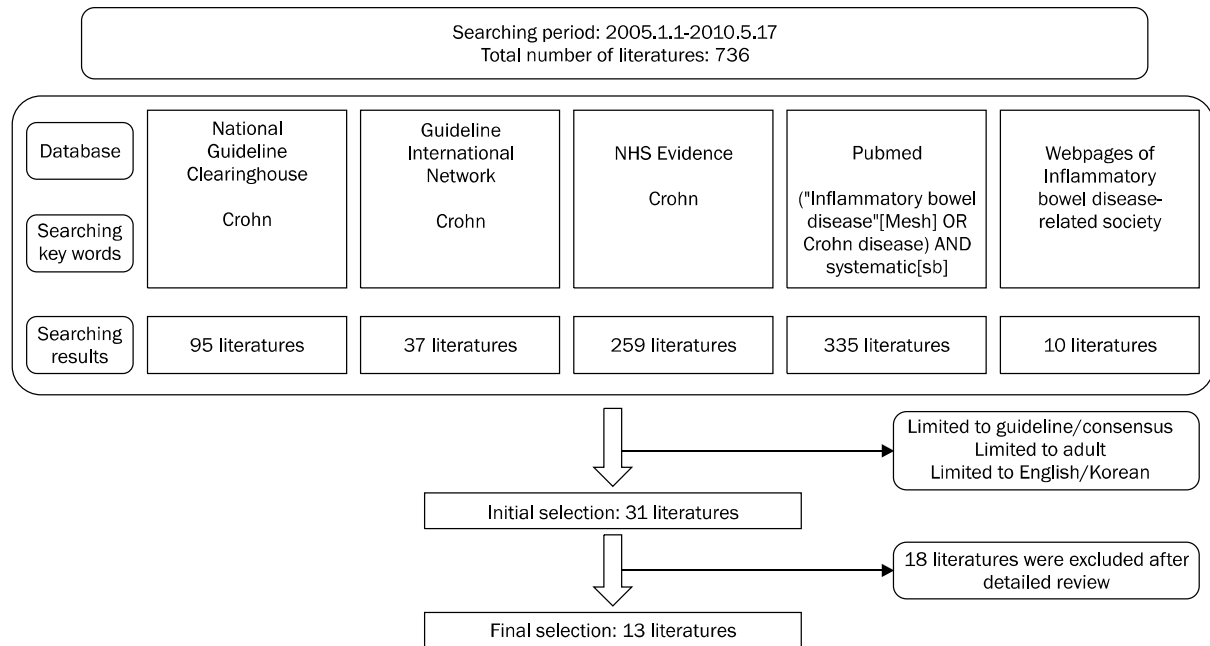 Searching period: 2005.1.1-2010.5.17
Total number of literatures: 736
Database
National
Guideline
Clearinghouse
Crohn
Guideline
International
Network
Crohn
NHS Evidence
Crohn
Pubmed
("Inflammatory bowel
disease"[Mesh] OR
Crohn disease) AND
systematic[sb]
Webpages of
Inflammatory
bowel disease-
related society
Searching
key words
Searching
results
95 literatures
37 literatures
259 literatures
335 literatures
10 literatures
Limited to guideline/consensus
Limited to adult
Limited to English/Korean
Initial selection: 31 literatures
18 literatures were excluded after
detailed review
Final selection: 13 literatures